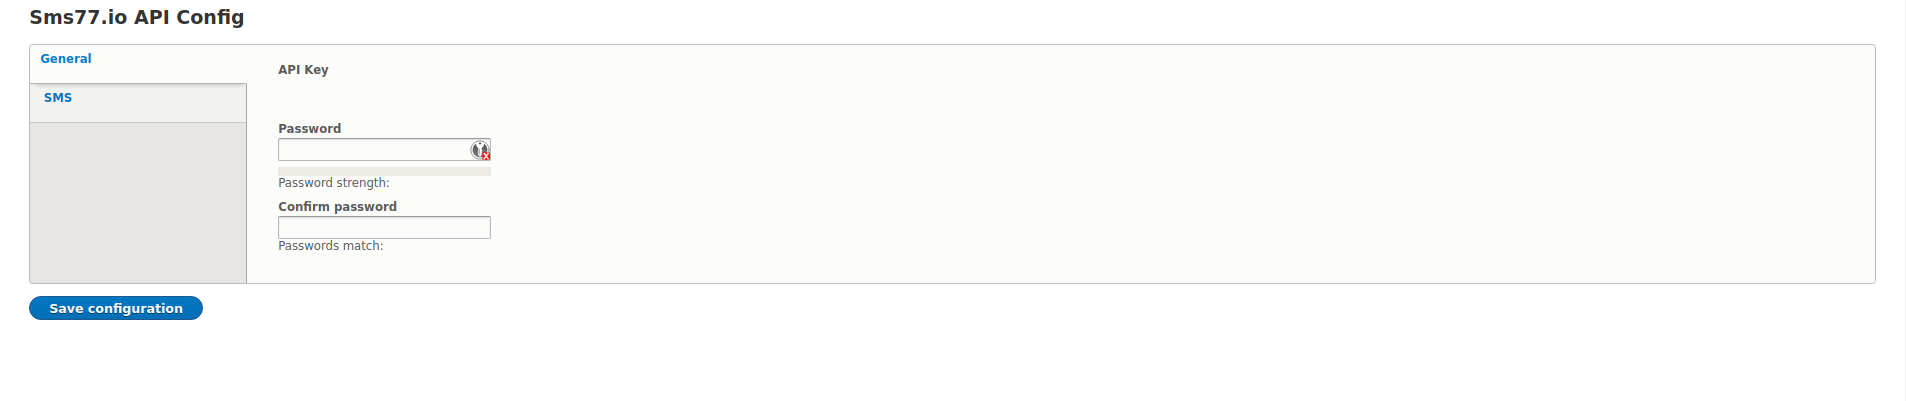 Sms77.io API Config
General
SMS
API Key
Password
Password strength:
Confirm password
Passwords match:
Save configuration